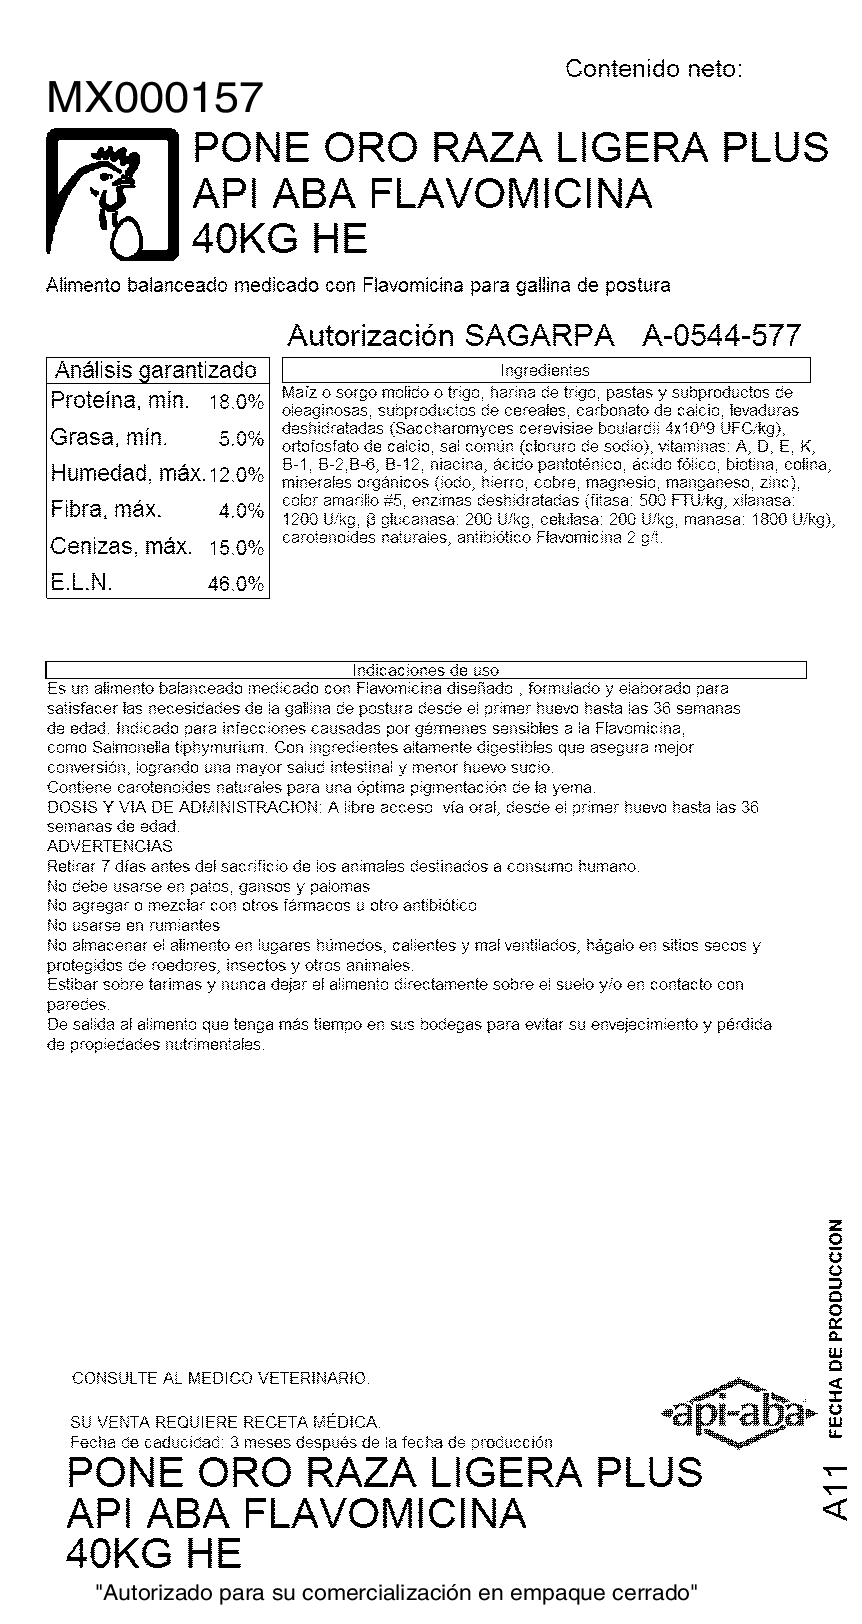 Contenido neto:
MX000157
PONE ORO RAZA LIGERA PLUS
API ABA FLAVOMICINA
40KG HE
Alimento balanceado medicado con Flavomicina para gallina de postura
Autorización SAGARPA A-0544-577
Análisis garantizado
Proteína, mín. 18.0%
Grasa, mín. 5.0%
Humedad, máx. 12.0%
Fibra, máx. 4.0%
Cenizas, máx. 15.0%
E.L.N. 46.0%
Ingredientes
Maíz o sorgo molido o trigo, harina de trigo, pastas y subproductos de
oleaginosas, subproductos de cereales, carbonato de calcio, levaduras
deshidratadas (Saccharomyces cerevisiae boulardii 4x10^9 UFC/kg),
ortofosfato de calcio, sal común (cloruro de sodio), vitaminas: A, D, E, K,
B-1, B-2,B-6, B-12, niacina, ácido pantoténico, ácido fólico, biotina, colina,
minerales orgánicos (iodo, hierro, cobre, magnesio, manganeso, zinc),
color amarillo #5, enzimas deshidratadas (fitasa: 500 FTU/kg, xilanasa:
1200 U/kg, β glucanasa: 200 U/kg, celulasa: 200 U/kg, manasa: 1800 U/kg),
carotenoides naturales, antibiótico Flavomicina 2 g/t.
Indicaciones de uso
Es un alimento balanceado medicado con Flavomicina diseñado , formulado y elaborado para
satisfacer las necesidades de la gallina de postura desde el primer huevo hasta las 36 semanas
de edad. Indicado para infecciones causadas por gérmenes sensibles a la Flavomicina,
como Salmonella tiphymurium. Con ingredientes altamente digestibles que asegura mejor
conversión, logrando una mayor salud intestinal y menor huevo sucio.
Contiene carotenoides naturales para una óptima pigmentación de la yema.
DOSIS Y VIA DE ADMINISTRACION: A libre acceso vía oral, desde el primer huevo hasta las 36
semanas de edad.
ADVERTENCIAS
Retirar 7 días antes del sacrificio de los animales destinados a consumo humano.
No debe usarse en patos, gansos y palomas
No agregar o mezclar con otros fármacos u otro antibiótico
No usarse en rumiantes
No almacenar el alimento en lugares húmedos, calientes y mal ventilados, hágalo en sitios secos y
protegidos de roedores, insectos y otros animales.
Estibar sobre tarimas y nunca dejar el alimento directamente sobre el suelo y/o en contacto con
paredes.
De salida al alimento que tenga más tiempo en sus bodegas para evitar su envejecimiento y pérdida
de propiedades nutrimentales.
FECHA DE PRODUCCION
A11
CONSULTE AL MEDICO VETERINARIO.
api-aba
SU VENTA REQUIERE RECETA MÉDICA.
Fecha de caducidad: 3 meses después de la fecha de producción
PONE ORO RAZA LIGERA PLUS
API ABA FLAVOMICINA
40KG HE
"Autorizado para su comercialización en empaque cerrado"